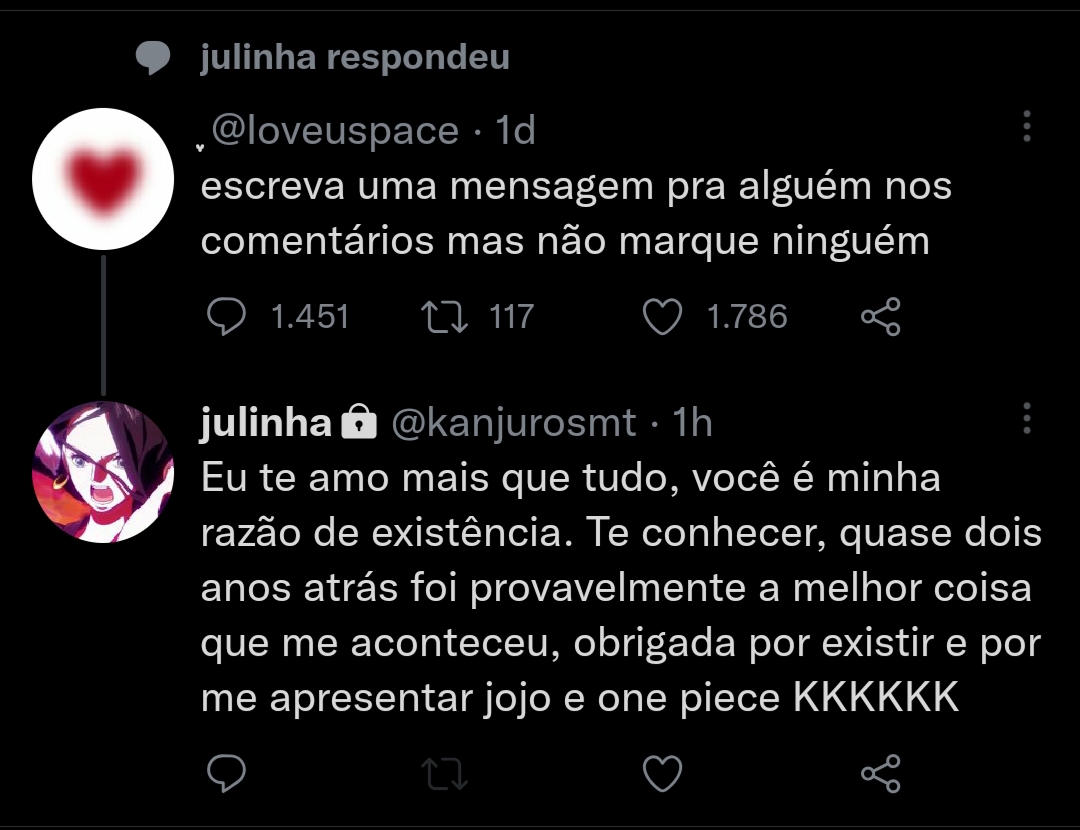 julinha respondeu
@loveuspace · 1d
escreva uma mensagem pra alguém nos
comentários mas não marque ninguém
1.451 117 1.786
julinha @kanjurosmt · 1h
Eu te amo mais que tudo, você é minha
razão de existência. Te conhecer, quase dois
anos atrás foi provavelmente a melhor coisa
que me aconteceu, obrigada por existir e por
me apresentar jojo e one piece KKKKKK